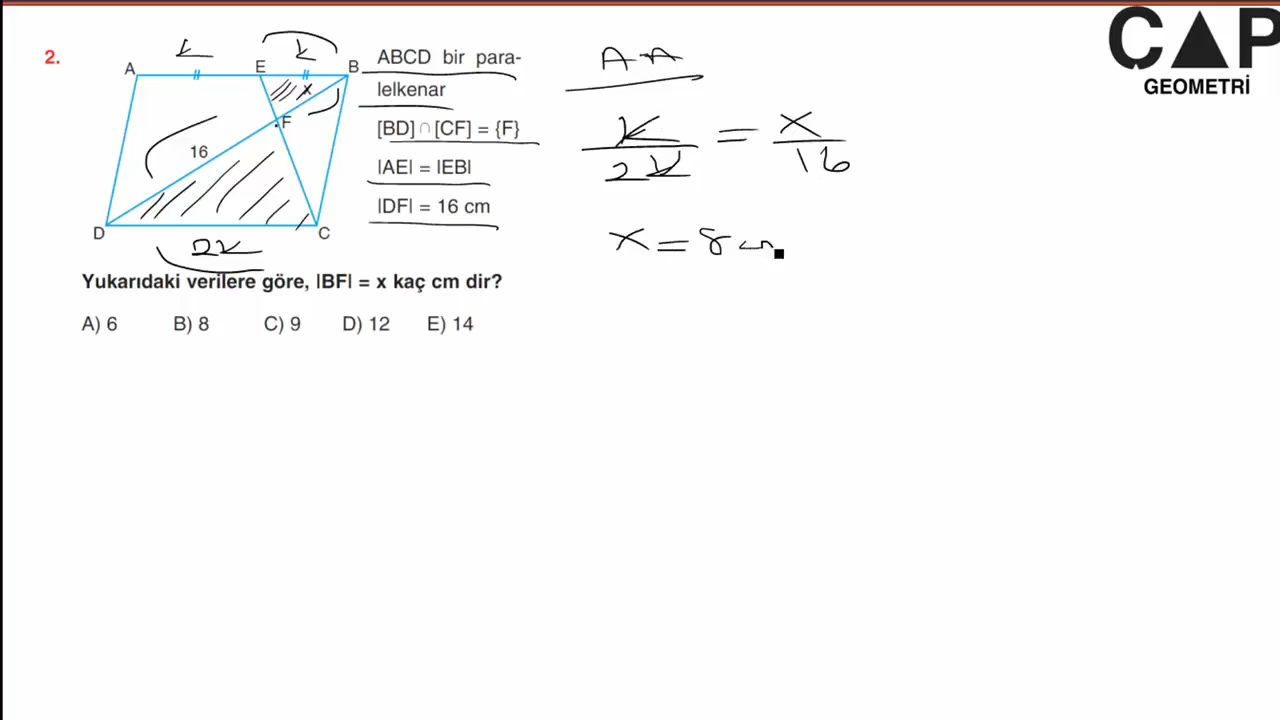 ÇAP
GEOMETRİ
2.
A
E
B
F
D
C
k
k
x
16
2k
ABCD bir para-
lelkenar
[BD]∩[CF] = {F}
|AE| = |EB|
|DF| = 16 cm
A-A
k/2k = x/16
x = 8 cm
Yukarıdaki verilere göre, |BF| = x kaç cm dir?
A) 6 B) 8 C) 9 D) 12 E) 14